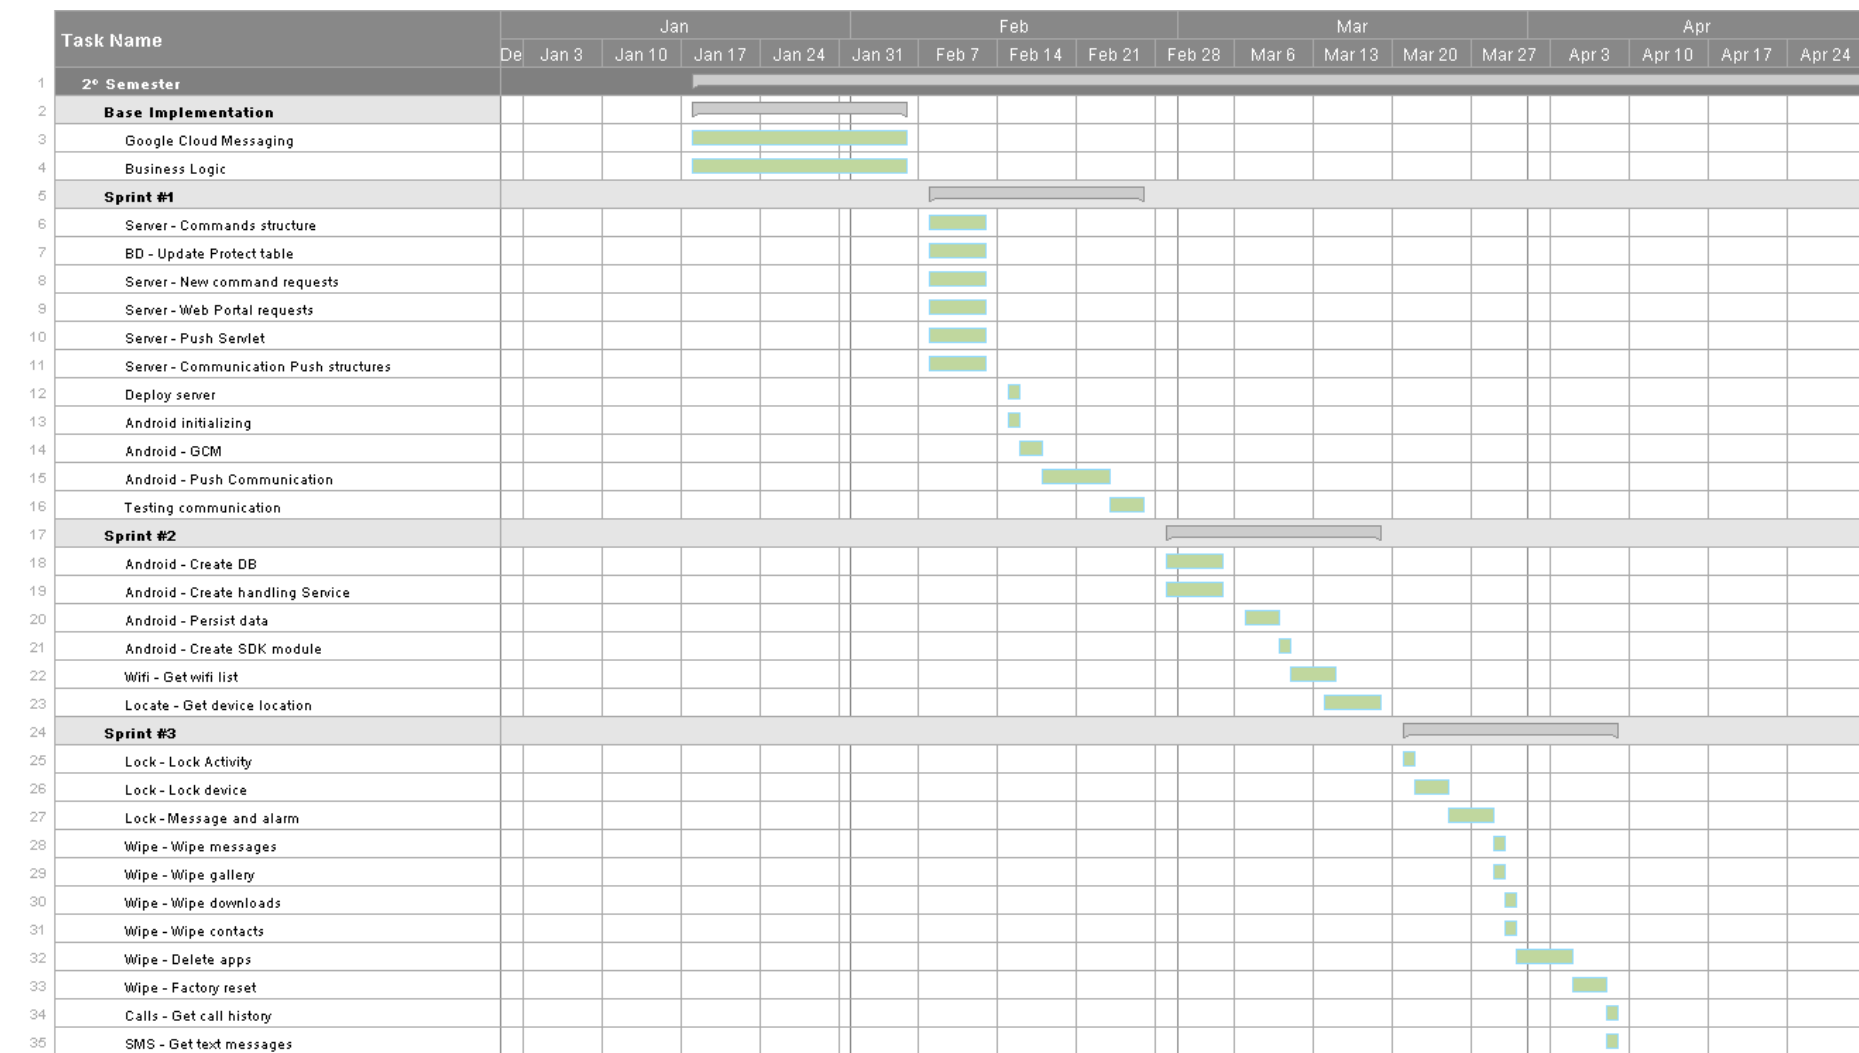 Task Name
Jan Feb Mar Apr
De Jan 3 Jan 10 Jan 17 Jan 24 Jan 31 Feb 7 Feb 14 Feb 21 Feb 28 Mar 6 Mar 13 Mar 20 Mar 27 Apr 3 Apr 10 Apr 17 Apr 24
1 2º Semester
2 Base Implementation
3 Google Cloud Messaging
4 Business Logic
5 Sprint #1
6 Server - Commands structure
7 BD - Update Protect table
8 Server - New command requests
9 Server - Web Portal requests
10 Server - Push Servlet
11 Server - Communication Push structures
12 Deploy server
13 Android initializing
14 Android - GCM
15 Android - Push Communication
16 Testing communication
17 Sprint #2
18 Android - Create DB
19 Android - Create handling Service
20 Android - Persist data
21 Android - Create SDK module
22 Wifi - Get wifi list
23 Locate - Get device location
24 Sprint #3
25 Lock - Lock Activity
26 Lock - Lock device
27 Lock - Message and alarm
28 Wipe - Wipe messages
29 Wipe - Wipe gallery
30 Wipe - Wipe downloads
31 Wipe - Wipe contacts
32 Wipe - Delete apps
33 Wipe - Factory reset
34 Calls - Get call history
35 SMS - Get text messages